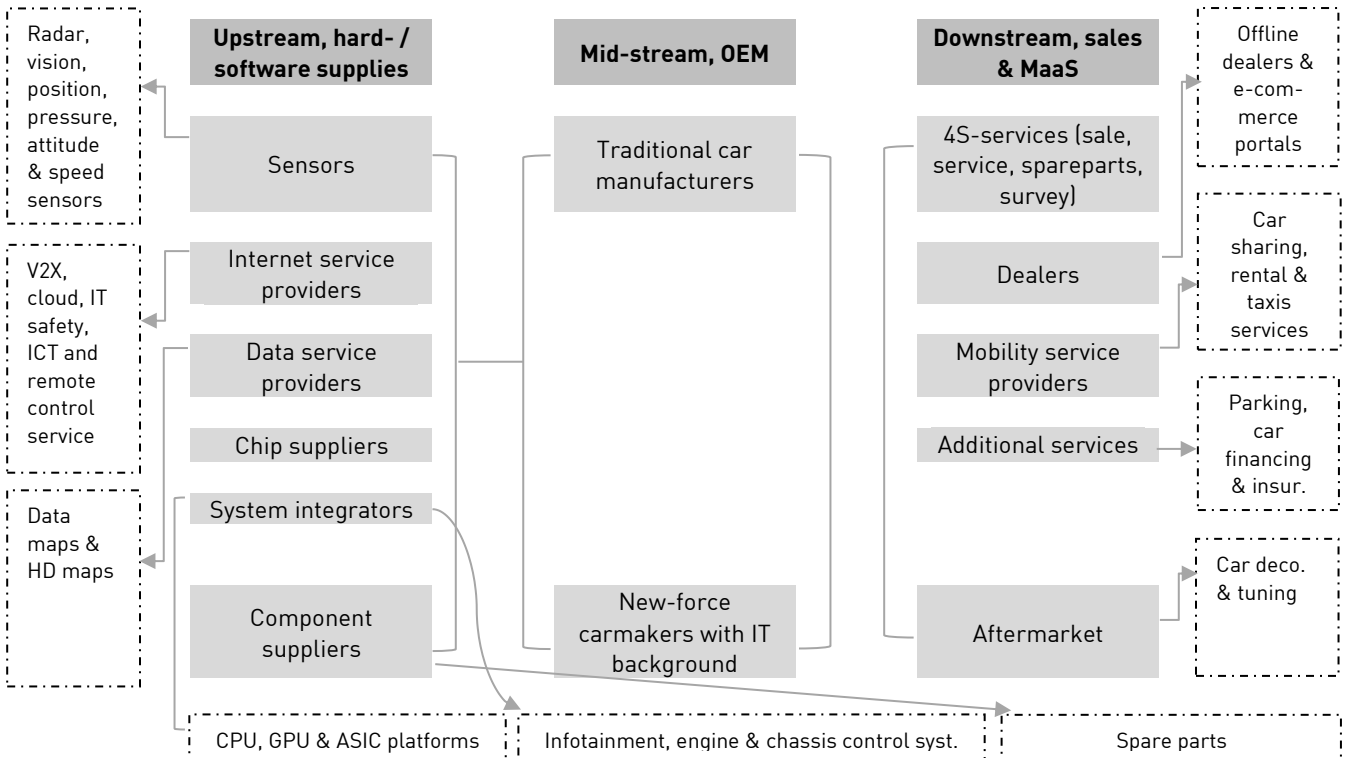 Radar,
vision,
position,
pressure,
attitude
& speed
sensors
V2X,
cloud, IT
safety,
ICT and
remote
control
service
Data
maps &
HD maps
Upstream, hard- /
software supplies
Sensors
Internet service
providers
Data service
providers
Chip suppliers
System integrators
Component
suppliers
Mid-stream, OEM
Traditional car
manufacturers
New-force
carmakers with IT
background
Downstream, sales
& MaaS
4S-services (sale,
service, spareparts,
survey)
Dealers
Mobility service
providers
Additional services
Aftermarket
Offline
dealers &
e-com-
merce
portals
Car
sharing,
rental &
taxis
services
Parking,
car
financing
& insur.
Car deco.
& tuning
CPU, GPU & ASIC platforms
Infotainment, engine & chassis control syst.
Spare parts